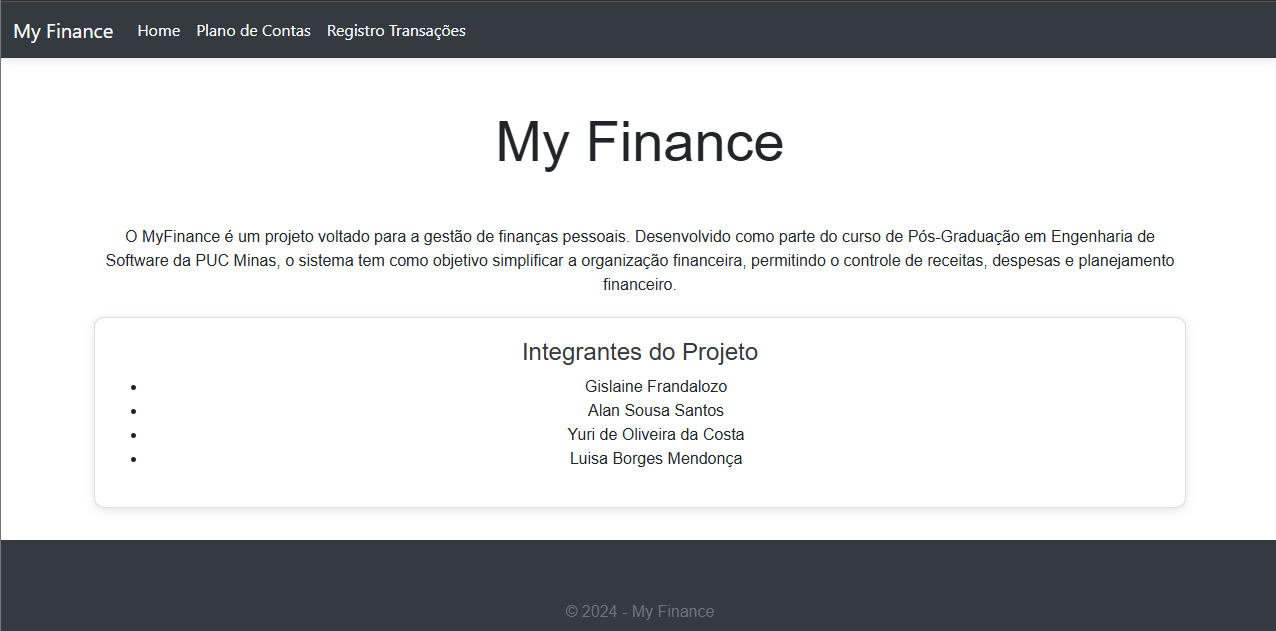 My Finance Home Plano de Contas Registro Transações
My Finance
O MyFinance é um projeto voltado para a gestão de finanças pessoais. Desenvolvido como parte do curso de Pós-Graduação em Engenharia de
Software da PUC Minas, o sistema tem como objetivo simplificar a organização financeira, permitindo o controle de receitas, despesas e planejamento
financeiro.
Integrantes do Projeto
• Gislaine Frandalozo
• Alan Sousa Santos
• Yuri de Oliveira da Costa
• Luisa Borges Mendonça
© 2024 - My Finance